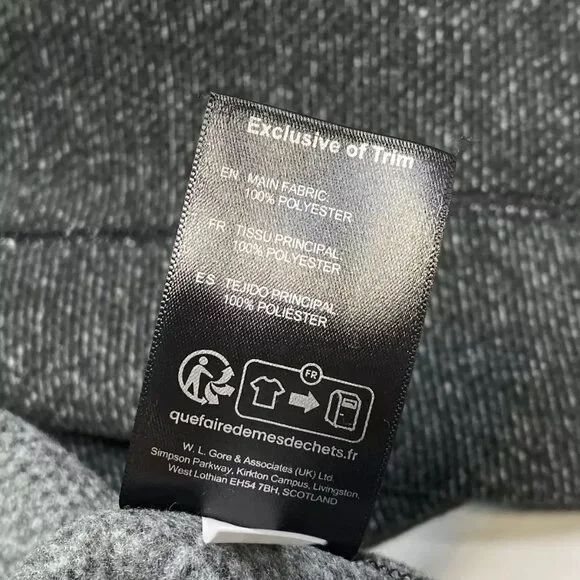 Exclusive of Trim
EN MAIN FABRIC
100% POLYESTER
FR TISSU PRINCIPAL
100% POLYESTER
ES TEJIDO PRINCIPAL
100% POLIÉSTER
FR
quefairedemesdechets.fr
W. L. Gore & Associates (UK) Ltd.
Simpson Parkway, Kirkton Campus, Livingston,
West Lothian EH54 7BH, SCOTLAND